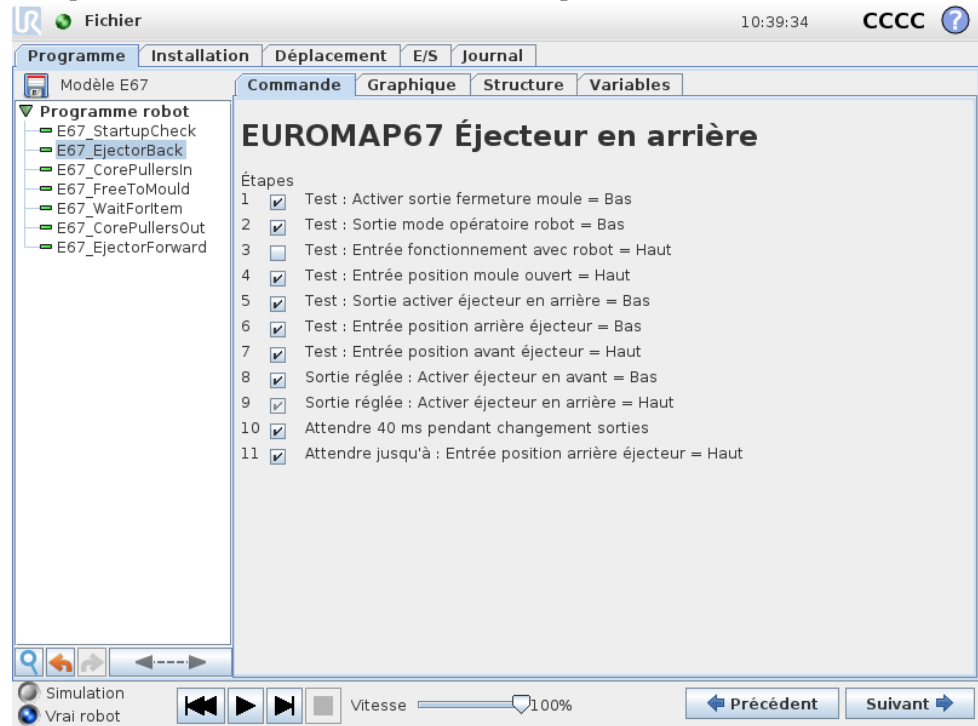 UR Fichier 10:39:34 CCCC ?
Programme Installation Déplacement E/S Journal
Modèle E67 Commande Graphique Structure Variables
Programme robot
E67_StartupCheck
E67_EjectorBack
E67_CorePullersIn
E67_FreeToMould
E67_WaitForItem
E67_CorePullersOut
E67_EjectorForward
EUROMAP67 Éjecteur en arrière
Étapes
1 Test : Activer sortie fermeture moule = Bas
2 Test : Sortie mode opératoire robot = Bas
3 Test : Entrée fonctionnement avec robot = Haut
4 Test : Entrée position moule ouvert = Haut
5 Test : Sortie activer éjecteur en arrière = Bas
6 Test : Entrée position arrière éjecteur = Bas
7 Test : Entrée position avant éjecteur = Haut
8 Sortie réglée : Activer éjecteur en avant = Bas
9 Sortie réglée : Activer éjecteur en arrière = Haut
10 Attendre 40 ms pendant changement sorties
11 Attendre jusqu'à : Entrée position arrière éjecteur = Haut
Simulation
Vrai robot
Vitesse 100%
Précédent Suivant